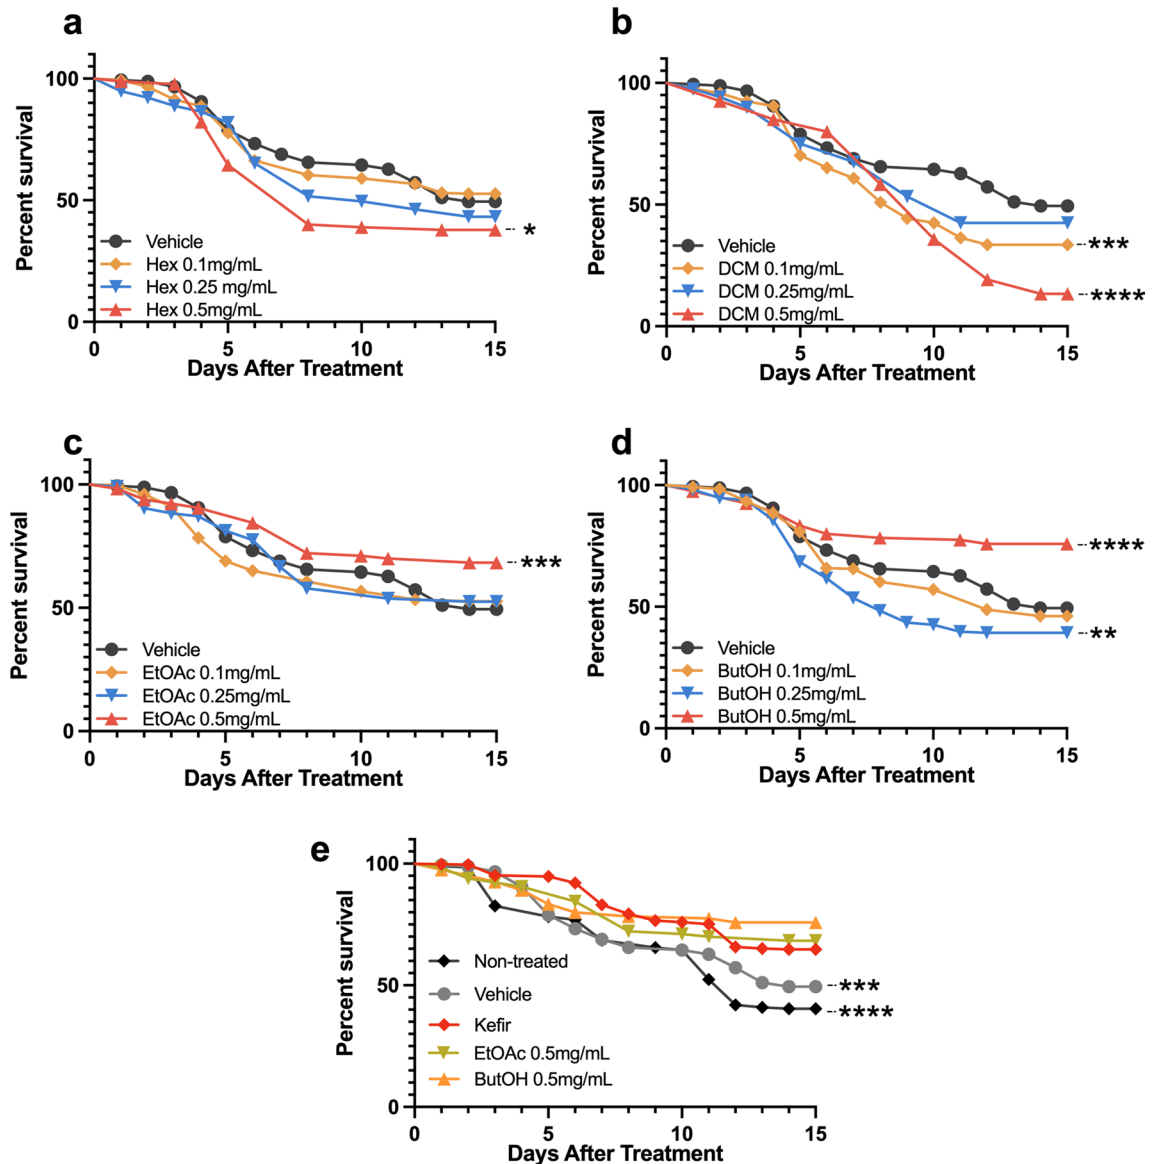 a
Percent survival
100
50
0
0 5 10 15
Days After Treatment
Vehicle
Hex 0.1mg/mL
Hex 0.25 mg/mL
Hex 0.5mg/mL
*
b
Percent survival
100
50
0
0 5 10 15
Days After Treatment
Vehicle
DCM 0.1mg/mL
DCM 0.25mg/mL
DCM 0.5mg/mL
***
****
c
Percent survival
100
50
0
0 5 10 15
Days After Treatment
Vehicle
EtOAc 0.1mg/mL
EtOAc 0.25mg/mL
EtOAc 0.5mg/mL
***
d
Percent survival
100
50
0
0 5 10 15
Days After Treatment
Vehicle
ButOH 0.1mg/mL
ButOH 0.25mg/mL
ButOH 0.5mg/mL
****
**
e
Percent survival
100
50
0
0 5 10 15
Days After Treatment
Non-treated
Vehicle
Kefir
EtOAc 0.5mg/mL
ButOH 0.5mg/mL
***
****